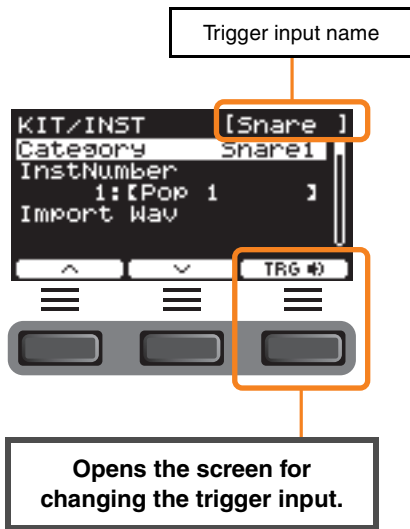 Trigger input name
KIT/INST [Snare ]
Category Snare1
InstNumber
1:[Pop 1 ]
Import Wav
TRG
Opens the screen for
changing the trigger input.